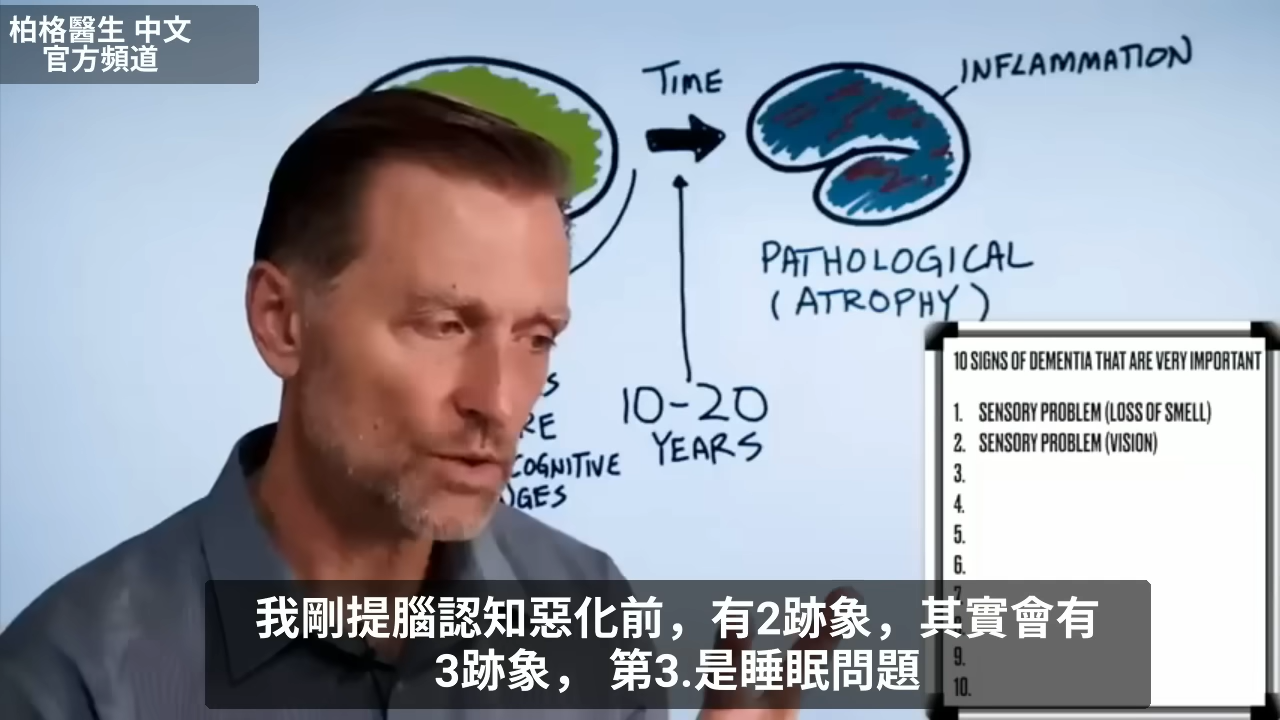 柏格醫生 中文
官方頻道
TIME
INFLAMMATION
PATHOLOGICAL
(ATROPHY)
10-20
YEARS
COGNITIVE
10 SIGNS OF DEMENTIA THAT ARE VERY IMPORTANT
1. SENSORY PROBLEM (LOSS OF SMELL)
2. SENSORY PROBLEM (VISION)
3.
4.
5.
6.
7.
9.
10.
我剛提腦認知惡化前，有2跡象，其實會有
3跡象， 第3.是睡眠問題